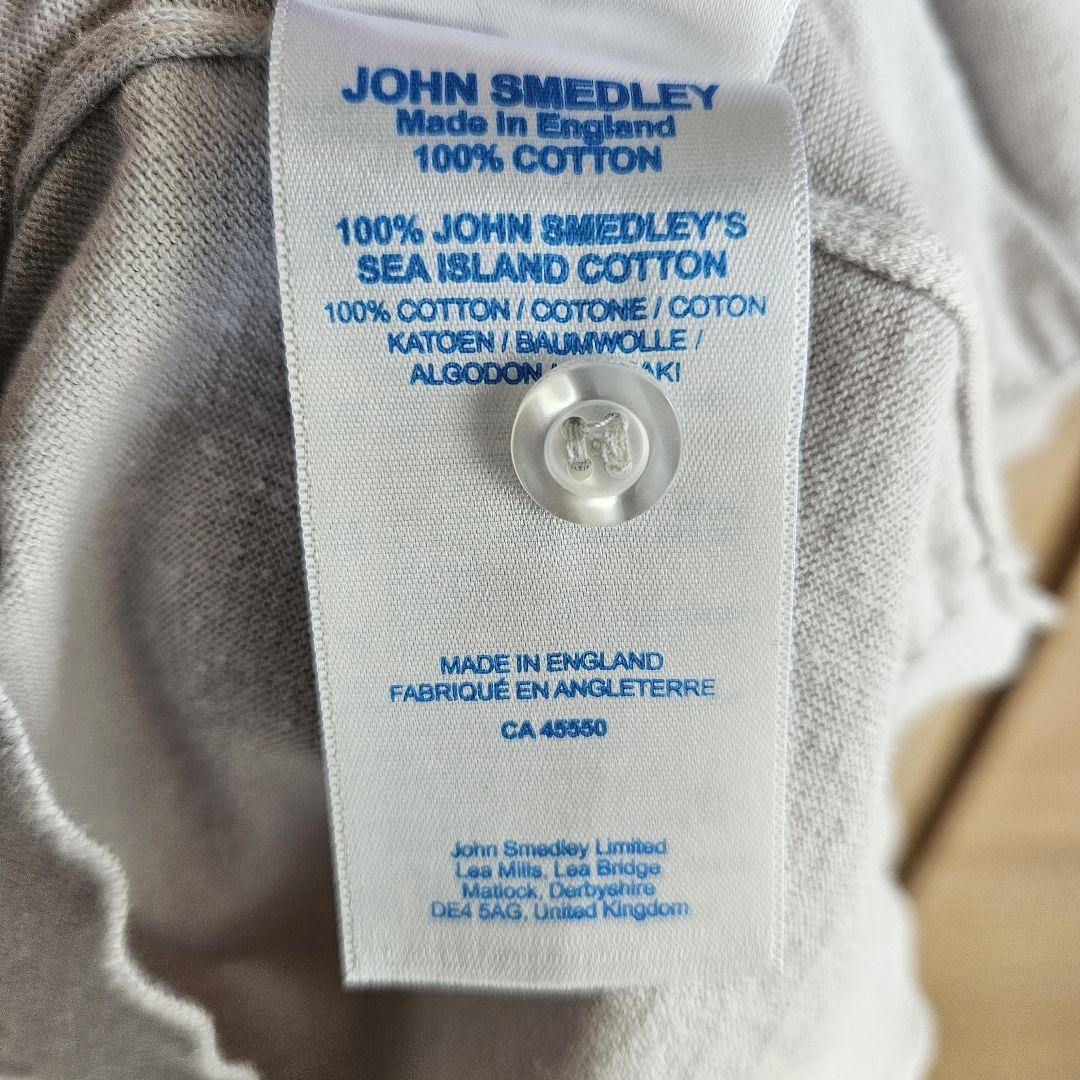 JOHN SMEDLEY
Made in England
100% COTTON
100% JOHN SMEDLEY'S
SEA ISLAND COTTON
100% COTTON / COTONE / COTON
KATOEN / BAUMWOLLE /
ALGODON /
MADE IN ENGLAND
FABRIQUÉ EN ANGLETERRE
CA 45550
John Smedley Limited
Lea Mills, Lea Bridge
Matlock, Derbyshire
DE4 5AG, United Kingdom